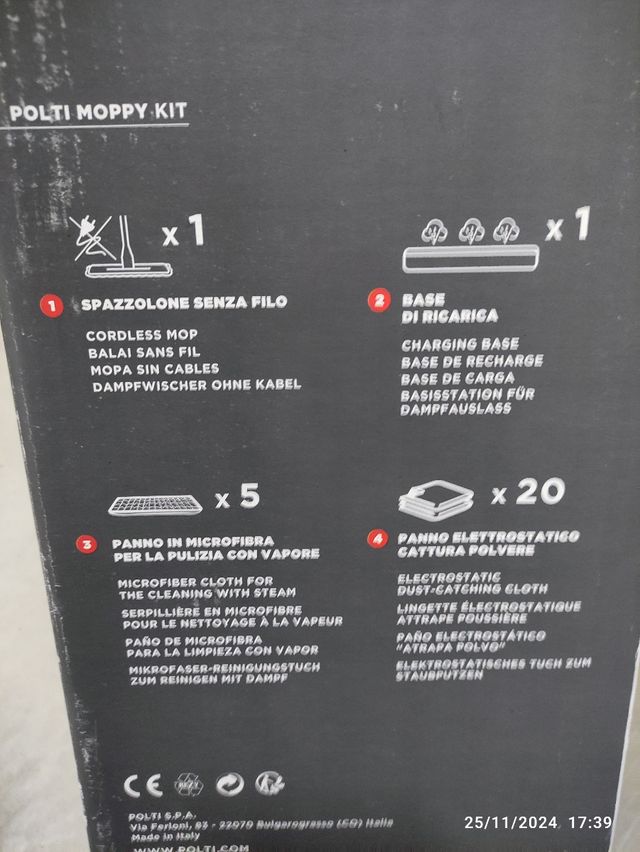 POLTI MOPPY KIT
x 1
1 SPAZZOLONE SENZA FILO
CORDLESS MOP
BALAI SANS FIL
MOPA SIN CABLES
DAMPFWISCHER OHNE KABEL
x 1
2 BASE
DI RICARICA
CHARGING BASE
BASE DE RECHARGE
BASE DE CARGA
BASISSTATION FÜR
DAMPFAUSLASS
x 5
3 PANNO IN MICROFIBRA
PER LA PULIZIA CON VAPORE
MICROFIBER CLOTH FOR
THE CLEANING WITH STEAM
SERPILLIÈRE EN MICROFIBRE
POUR LE NETTOYAGE À LA VAPEUR
PAÑO DE MICROFIBRA
PARA LA LIMPIEZA CON VAPOR
MIKROFASER-REINIGUNGSTUCH
ZUM REINIGEN MIT DAMPF
x 20
4 PANNO ELETTROSTATICO
CATTURA POLVERE
ELECTROSTATIC
DUST-CATCHING CLOTH
LINGETTE ÉLECTROSTATIQUE
ATTRAPE POUSSIÈRE
PAÑO ELECTROSTÁTICO
"ATRAPA POLVO"
ELEKTROSTATISCHES TUCH ZUM
STAUBPUTZEN
CE
POLTI S.P.A.
Via Ferloni, 83 - 22070 Bulgarograsso (CO) Italia
Made in Italy
WWW.POLTI.COM
25/11/2024 17:39